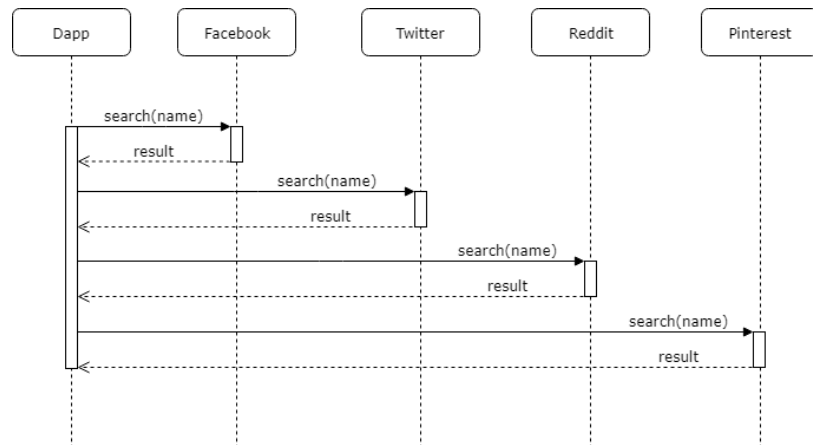 Dapp
Facebook
Twitter
Reddit
Pinterest
search(name)
result
search(name)
result
search(name)
result
search(name)
result